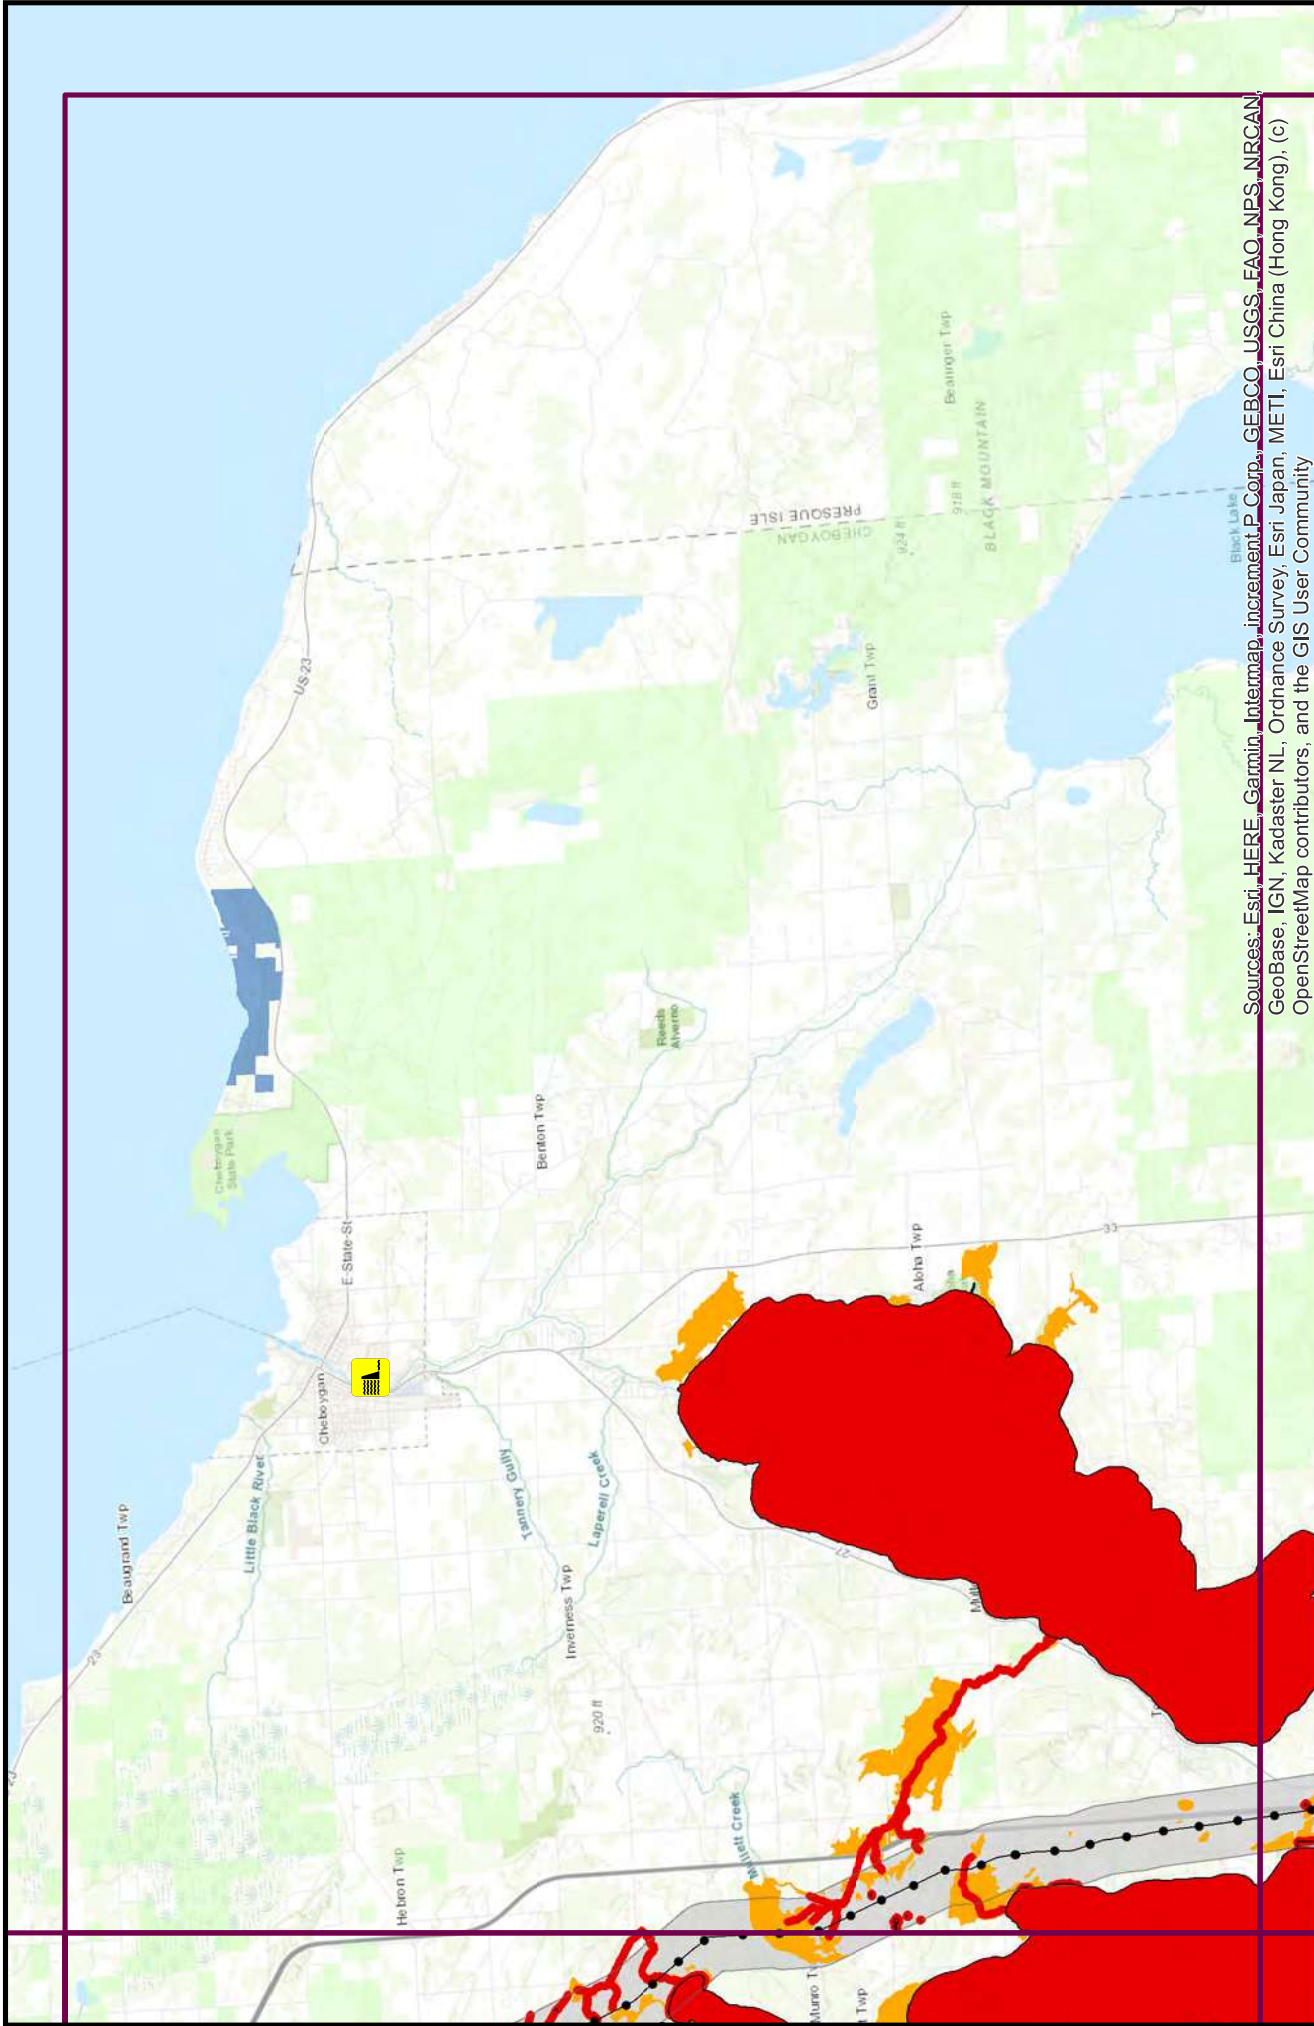 Sources: Esri, HERE, Garmin, Intermap, increment P Corp., GEBCO, USGS, FAO, NPS, NRCAN,
GeoBase, IGN, Kadaster NL, Ordnance Survey, Esri Japan, METI, Esri China (Hong Kong), (c)
OpenStreetMap contributors, and the GIS User Community
23
Beaugrand Twp
Little Black River
Cheboygan
E State St
Cheboygan
State Park
US-23
Hebron Twp
Tannery Gully
Laperell Creek
Inverness Twp
920 ft
Benton Twp
Reeds
Alverno
PRESQUE ISLE
CHEBOYGAN
Grant Twp
924 ft
918 ft
BLACK MOUNTAIN
Bearinger Twp
Black Lake
Mullett Creek
27
Aloha Twp
33